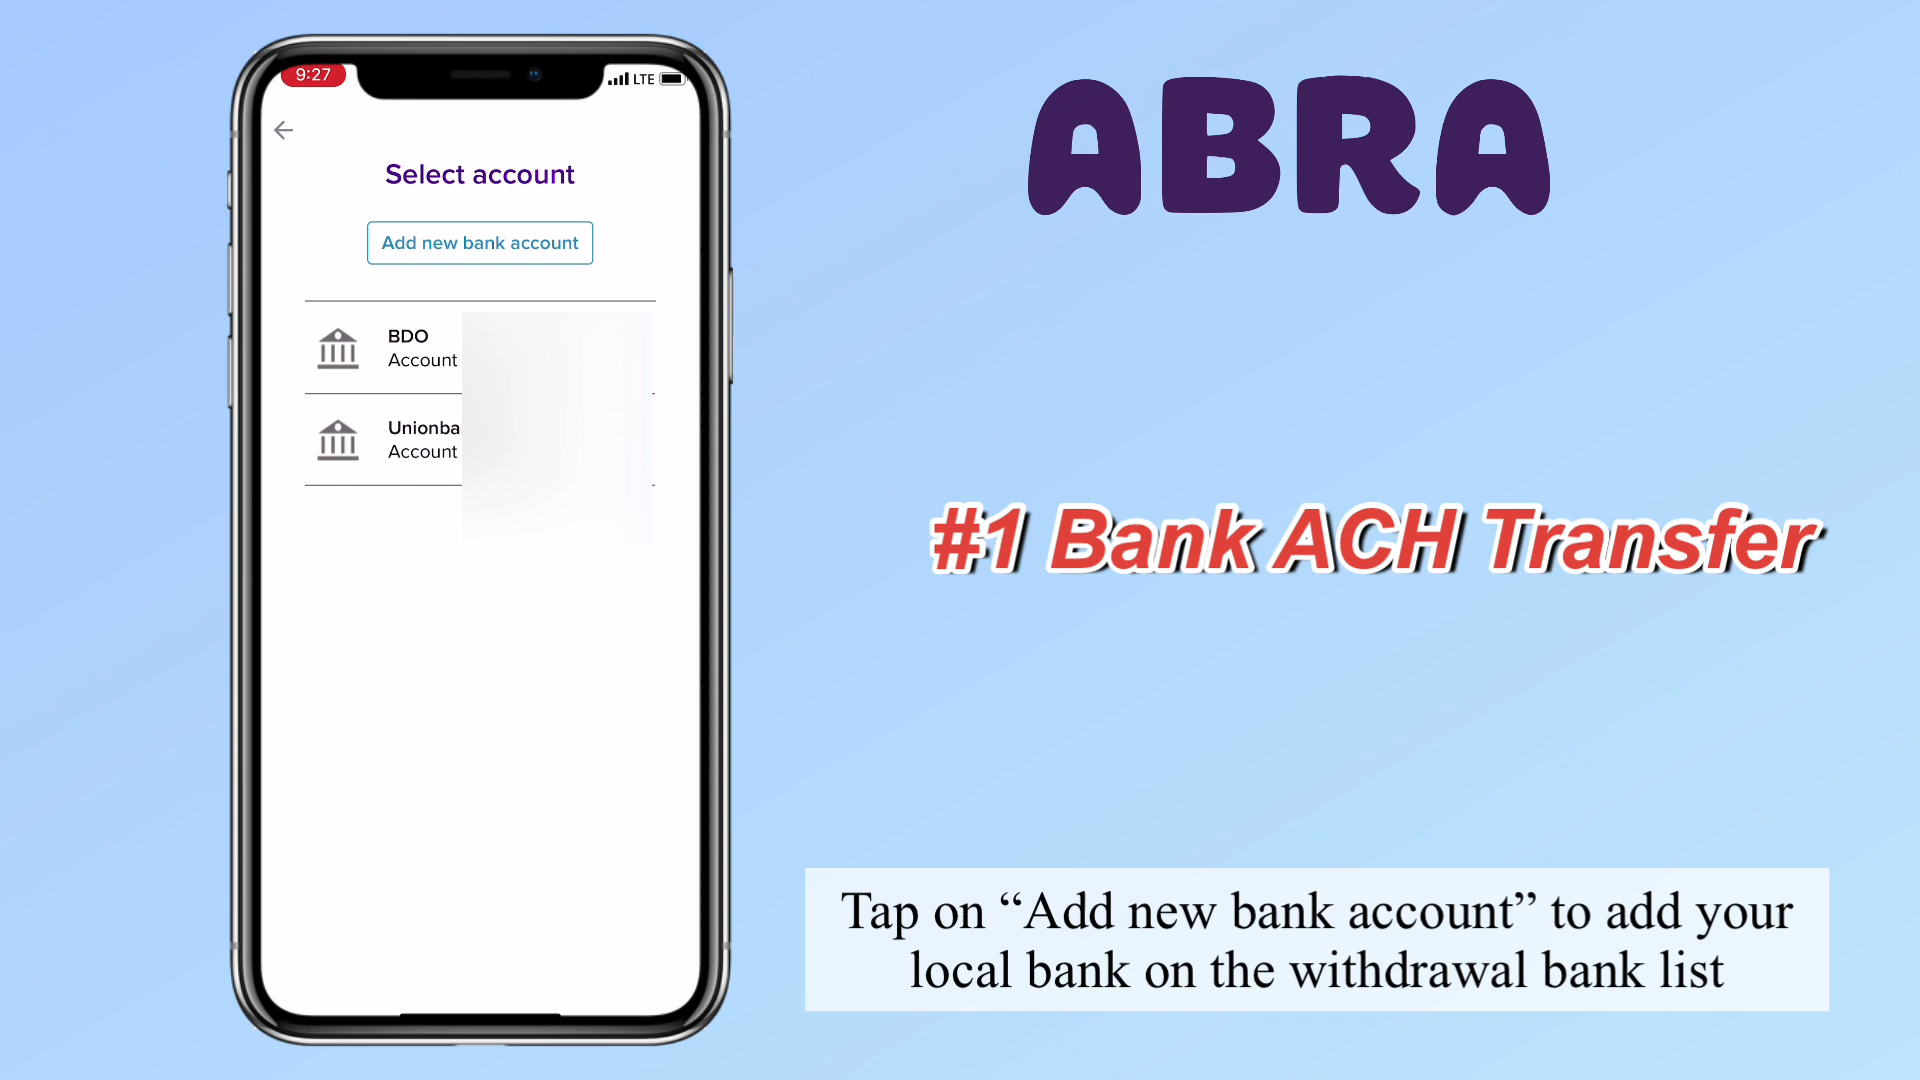 9:27
LTE
Select account
Add new bank account
BDO
Account
Unionba
Account
ABRA
#1 Bank ACH Transfer
Tap on “Add new bank account” to add your
local bank on the withdrawal bank list